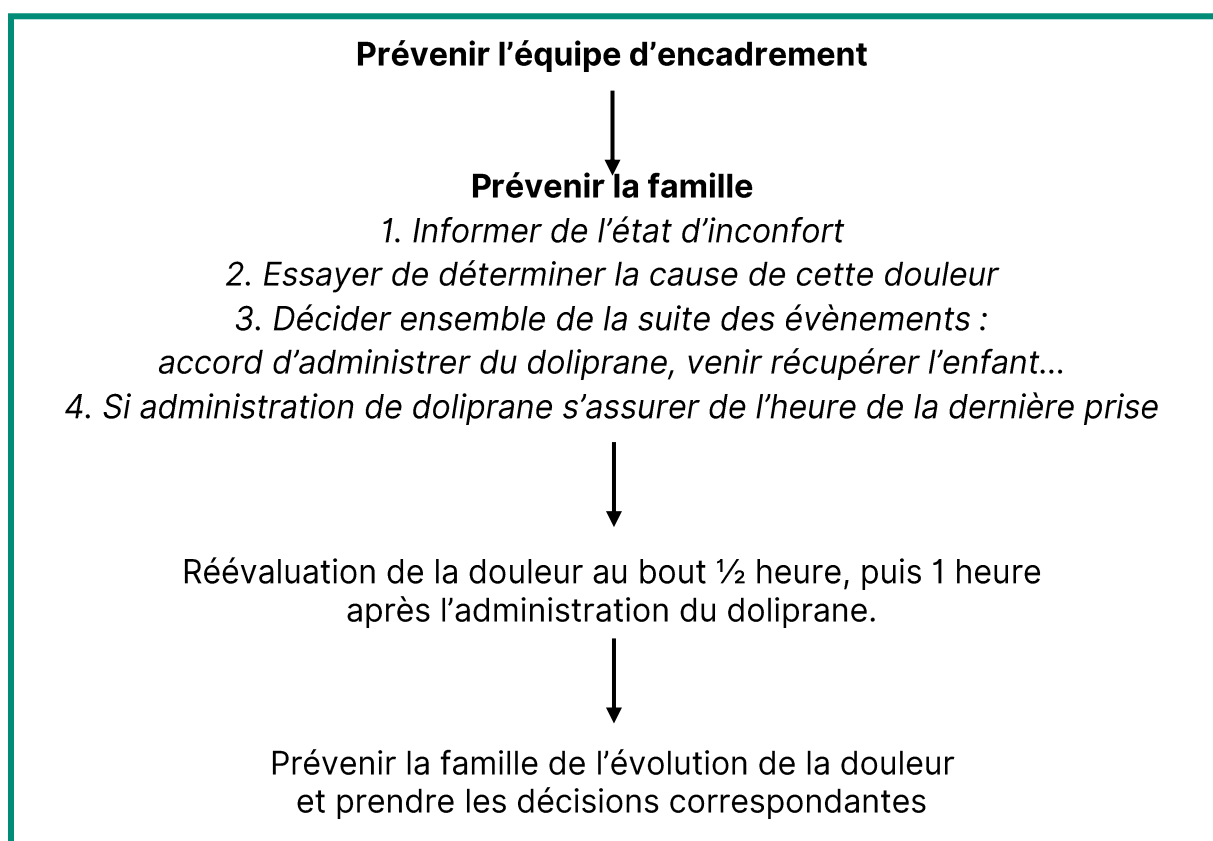 Prévenir l’équipe d’encadrement
Prévenir la famille
1. Informer de l’état d’inconfort
2. Essayer de déterminer la cause de cette douleur
3. Décider ensemble de la suite des évènements :
accord d’administrer du doliprane, venir récupérer l’enfant...
4. Si administration de doliprane s’assurer de l’heure de la dernière prise
Réévaluation de la douleur au bout ½ heure, puis 1 heure
après l’administration du doliprane.
Prévenir la famille de l’évolution de la douleur
et prendre les décisions correspondantes